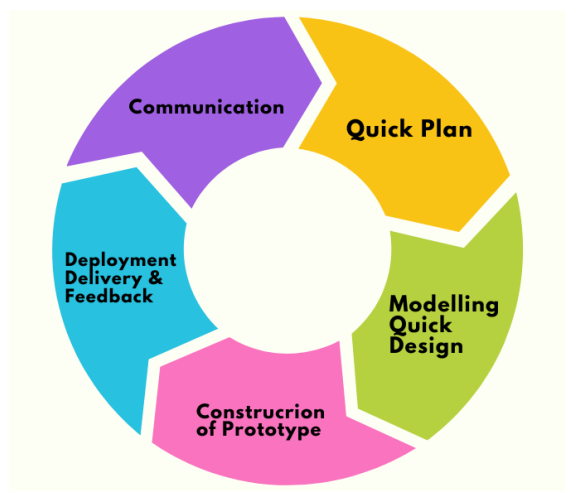 Communication
Quick Plan
Modelling
Quick
Design
Construcrion
of Prototype
Deployment
Delivery &
Feedback